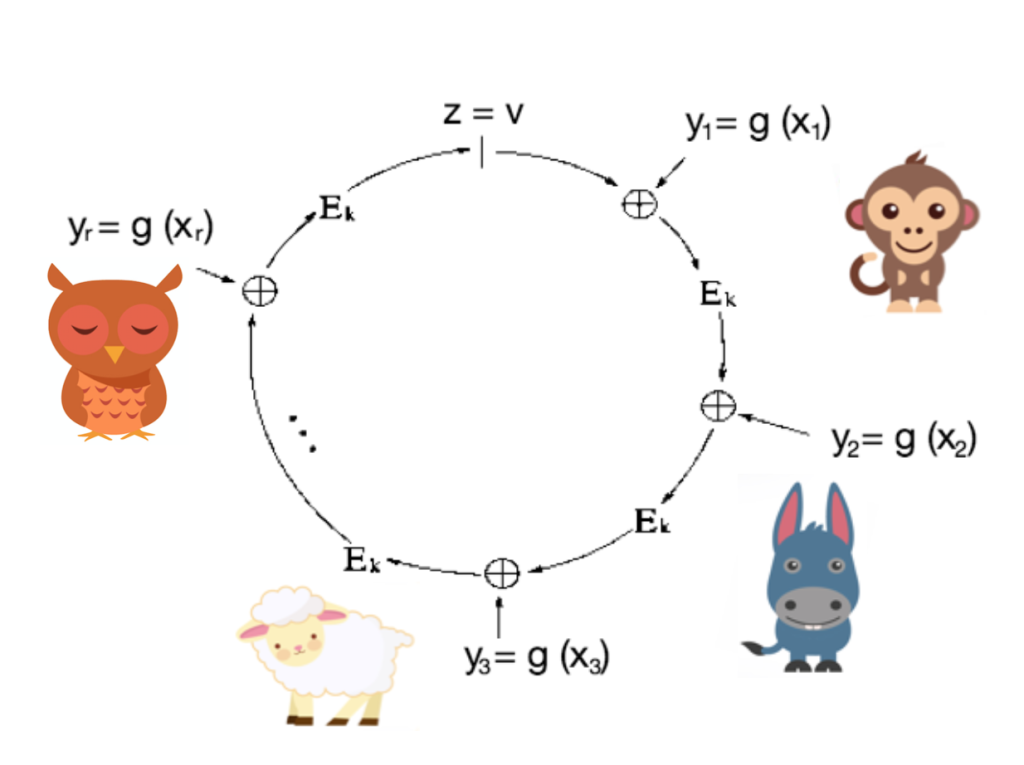 z = v
y₁= g (x₁)
Eₖ
yᵣ= g (xᵣ)
Eₖ
y₂= g (x₂)
Eₖ
Eₖ
y₃= g (x₃)